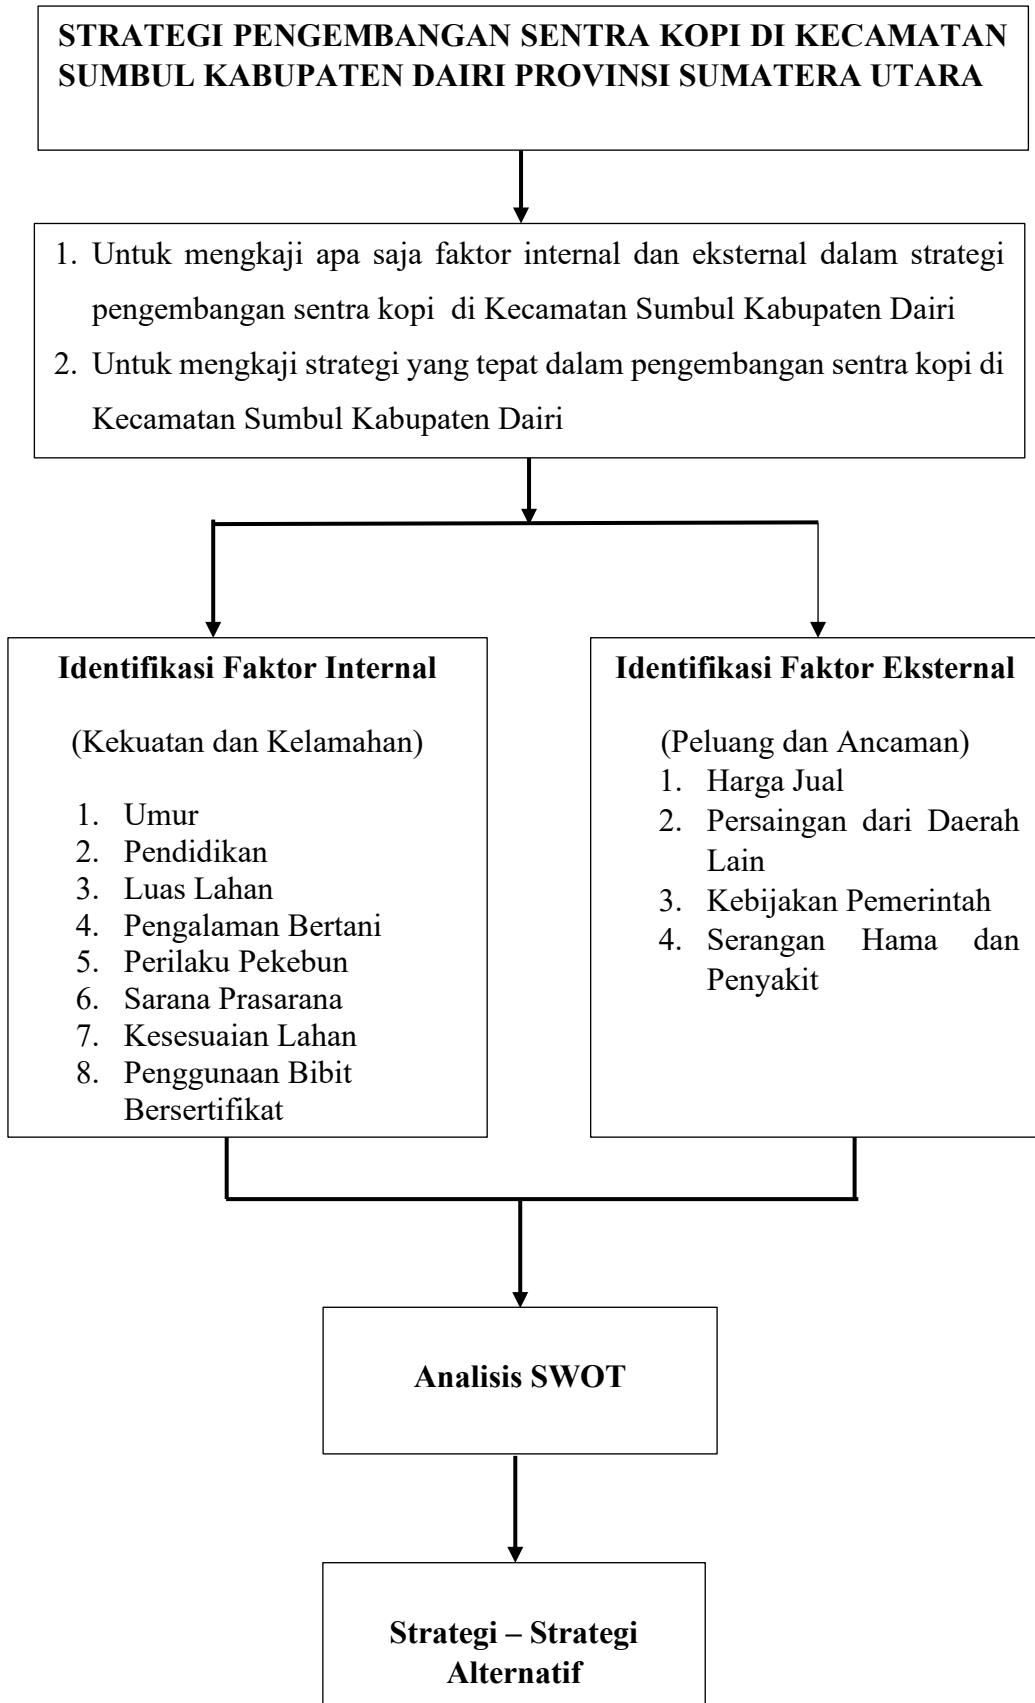 STRATEGI PENGEMBANGAN SENTRA KOPI DI KECAMATAN
SUMBUL KABUPATEN DAIRI PROVINSI SUMATERA UTARA
1. Untuk mengkaji apa saja faktor internal dan eksternal dalam strategi
pengembangan sentra kopi di Kecamatan Sumbul Kabupaten Dairi
2. Untuk mengkaji strategi yang tepat dalam pengembangan sentra kopi di
Kecamatan Sumbul Kabupaten Dairi
Identifikasi Faktor Internal
(Kekuatan dan Kelamahan)
1. Umur
2. Pendidikan
3. Luas Lahan
4. Pengalaman Bertani
5. Perilaku Pekebun
6. Sarana Prasarana
7. Kesesuaian Lahan
8. Penggunaan Bibit
Bersertifikat
Identifikasi Faktor Eksternal
(Peluang dan Ancaman)
1. Harga Jual
2. Persaingan dari Daerah
Lain
3. Kebijakan Pemerintah
4. Serangan Hama dan
Penyakit
Analisis SWOT
Strategi – Strategi
Alternatif